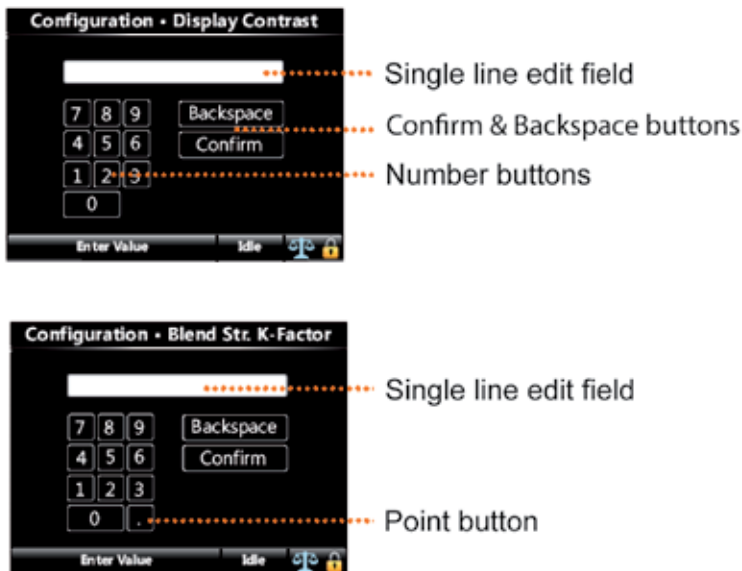 Configuration • Display Contrast
Single line edit field
7 8 9 Backspace
Confirm & Backspace buttons
4 5 6 Confirm
1 2 3
Number buttons
0
Enter Value Idle
Configuration • Blend Str. K-Factor
Single line edit field
7 8 9 Backspace
4 5 6 Confirm
1 2 3
0 .
Point button
Enter Value Idle